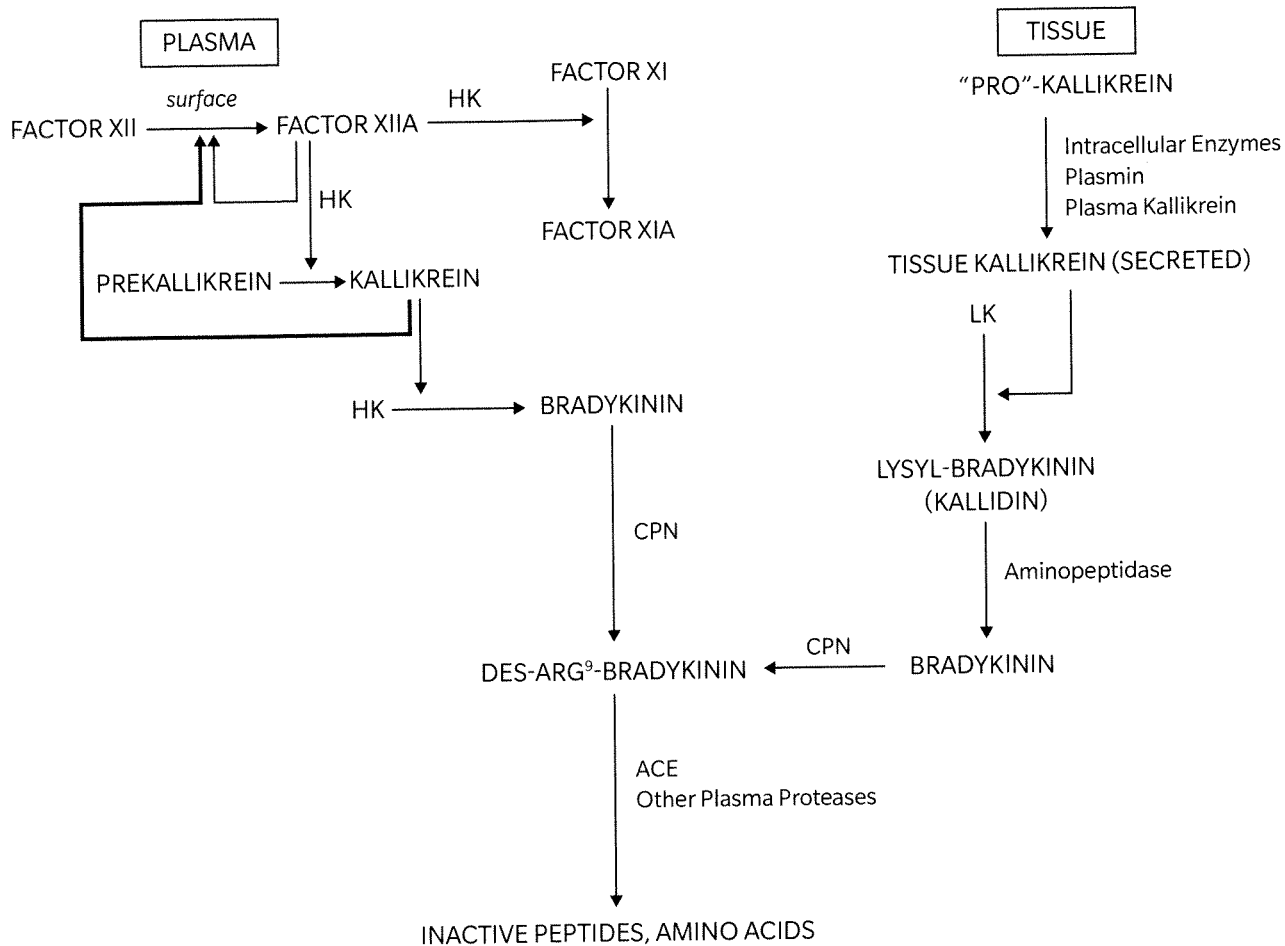 PLASMA
surface
FACTOR XII
FACTOR XIIA
HK
FACTOR XI
HK
FACTOR XIA
PREKALLIKREIN
KALLIKREIN
HK
BRADYKININ
CPN
DES-ARG⁹-BRADYKININ
ACE
Other Plasma Proteases
INACTIVE PEPTIDES, AMINO ACIDS
TISSUE
“PRO”-KALLIKREIN
Intracellular Enzymes
Plasmin
Plasma Kallikrein
TISSUE KALLIKREIN (SECRETED)
LK
LYSYL-BRADYKININ
(KALLIDIN)
Aminopeptidase
BRADYKININ
CPN